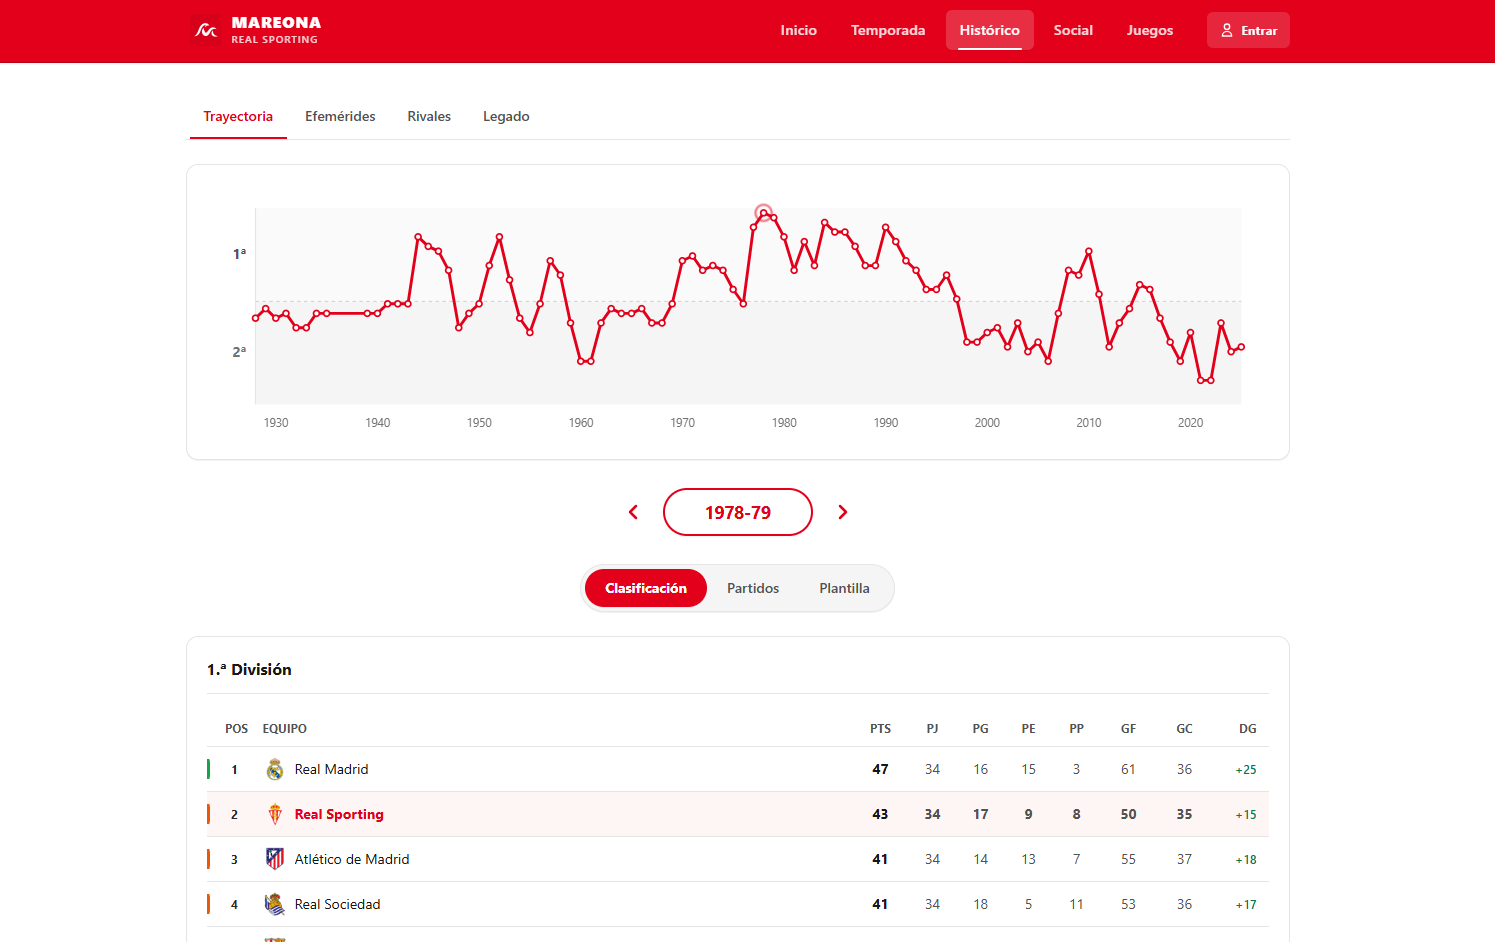 MAREONA
REAL SPORTING
Inicio Temporada Histórico Social Juegos Entrar
Trayectoria Efemérides Rivales Legado
1ª
2ª
1930 1940 1950 1960 1970 1980 1990 2000 2010 2020
1978-79
Clasificación Partidos Plantilla
1.ª División
POS EQUIPO PTS PJ PG PE PP GF GC DG
1 Real Madrid 47 34 16 15 3 61 36 +25
2 Real Sporting 43 34 17 9 8 50 35 +15
3 Atlético de Madrid 41 34 14 13 7 55 37 +18
4 Real Sociedad 41 34 18 5 11 53 36 +17